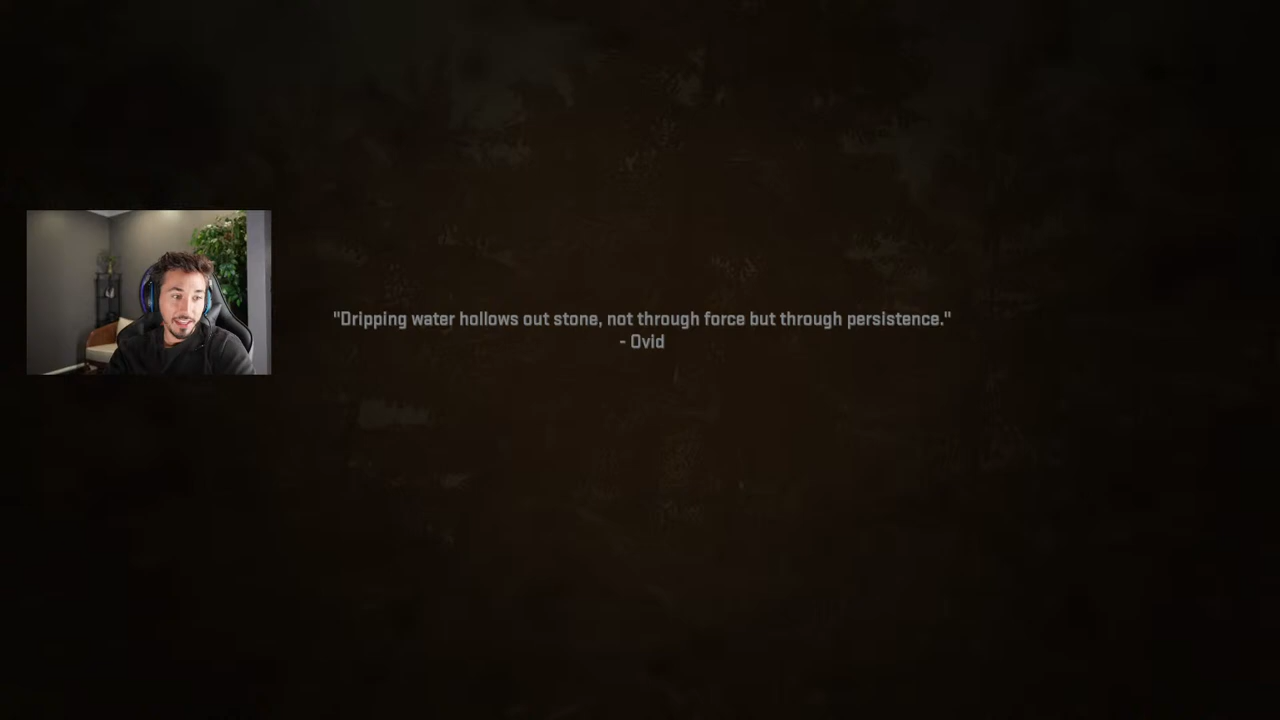 "Dripping water hollows out stone, not through force but through persistence."
- Ovid